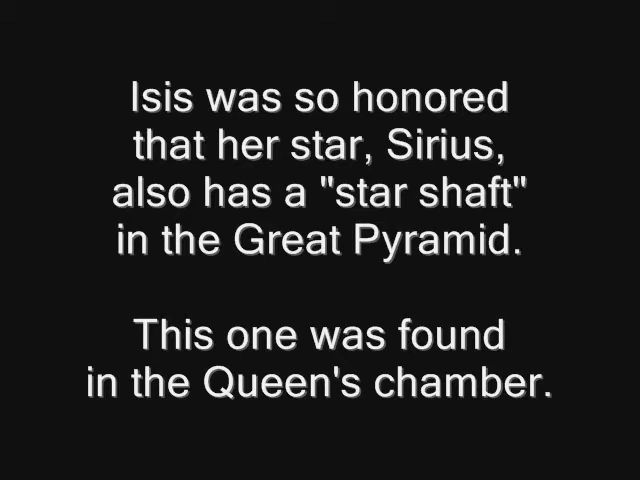 Isis was so honored
that her star, Sirius,
also has a "star shaft"
in the Great Pyramid.
This one was found
in the Queen's chamber.